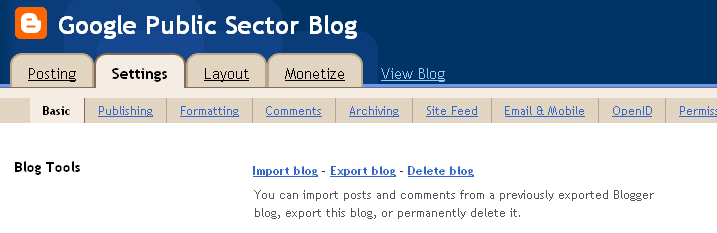 Google Public Sector Blog
Posting Settings Layout Monetize View Blog
Basic Publishing Formatting Comments Archiving Site Feed Email & Mobile OpenID Permis
Blog Tools
Import blog - Export blog - Delete blog
You can import posts and comments from a previously exported Blogger
blog, export this blog, or permanently delete it.